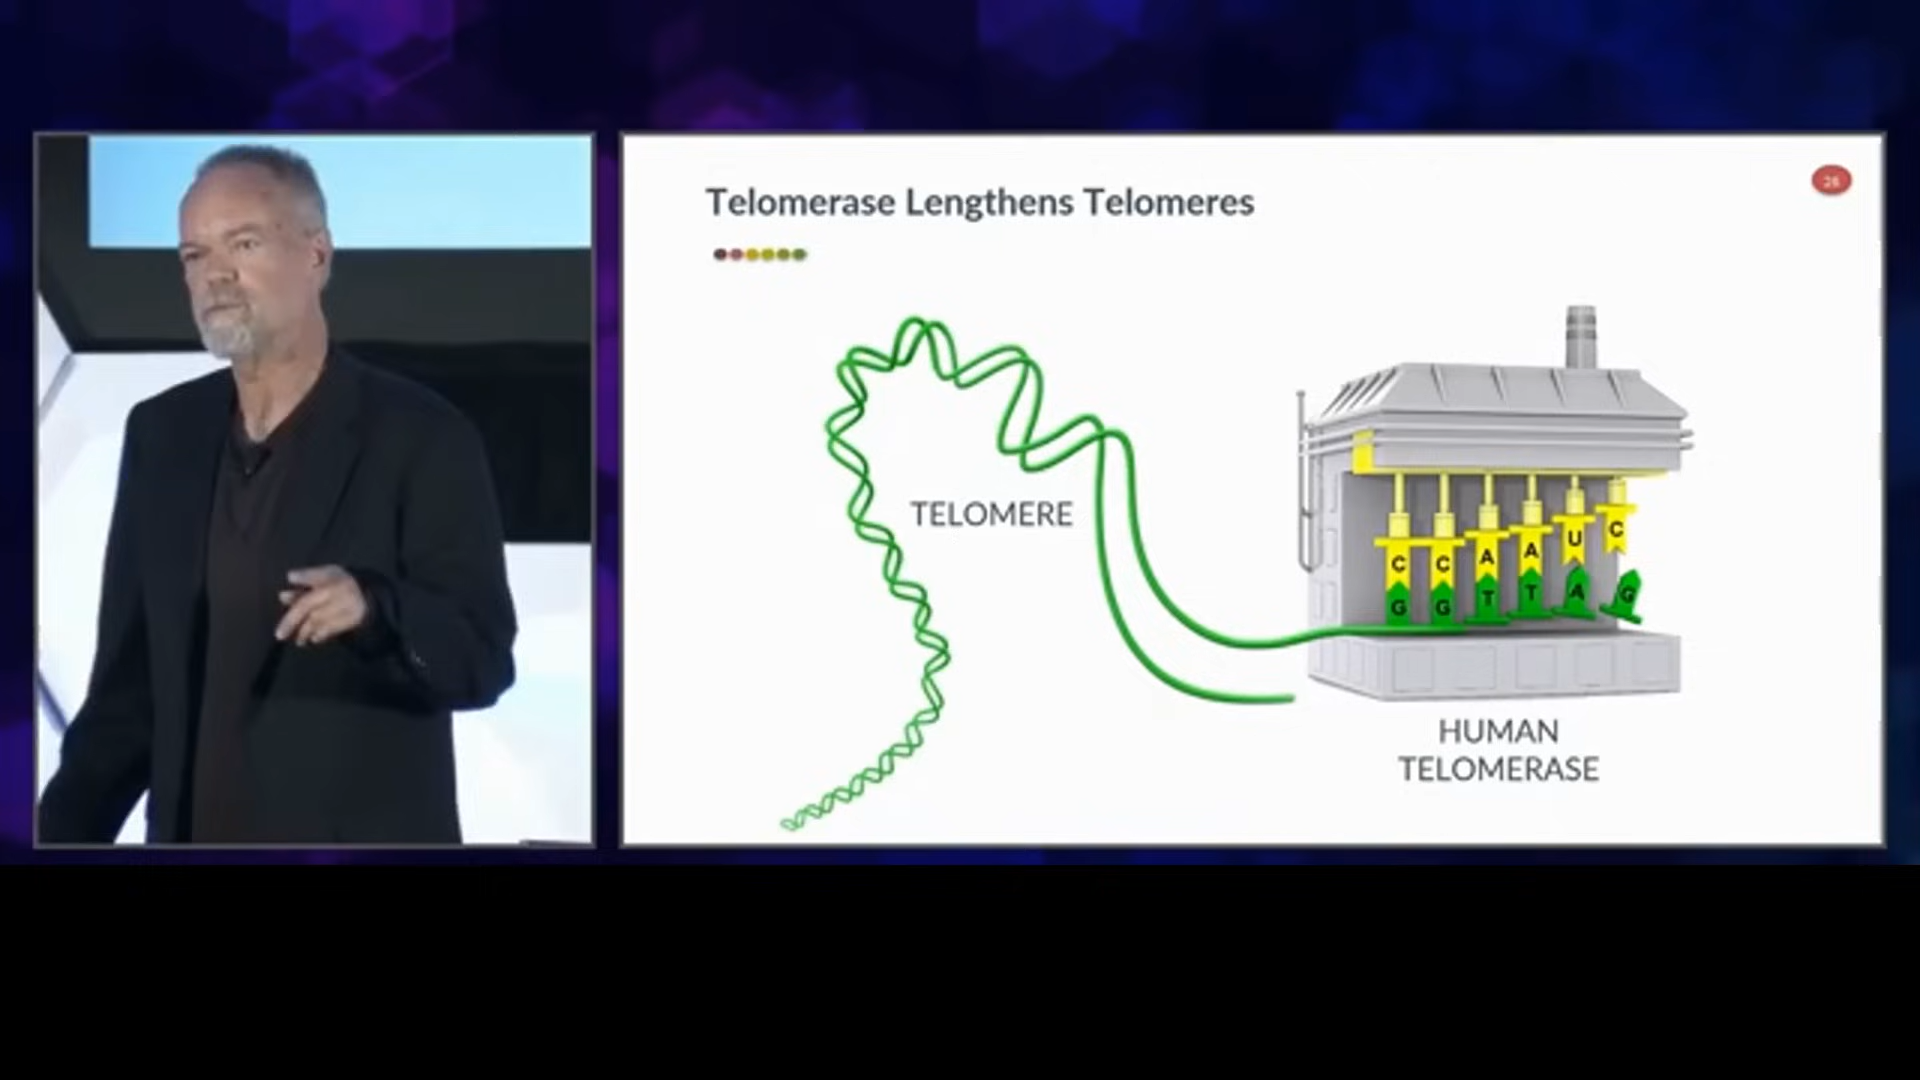 Telomerase Lengthens Telomeres
26
TELOMERE
C C A A U C
G G T T A G
HUMAN
TELOMERASE